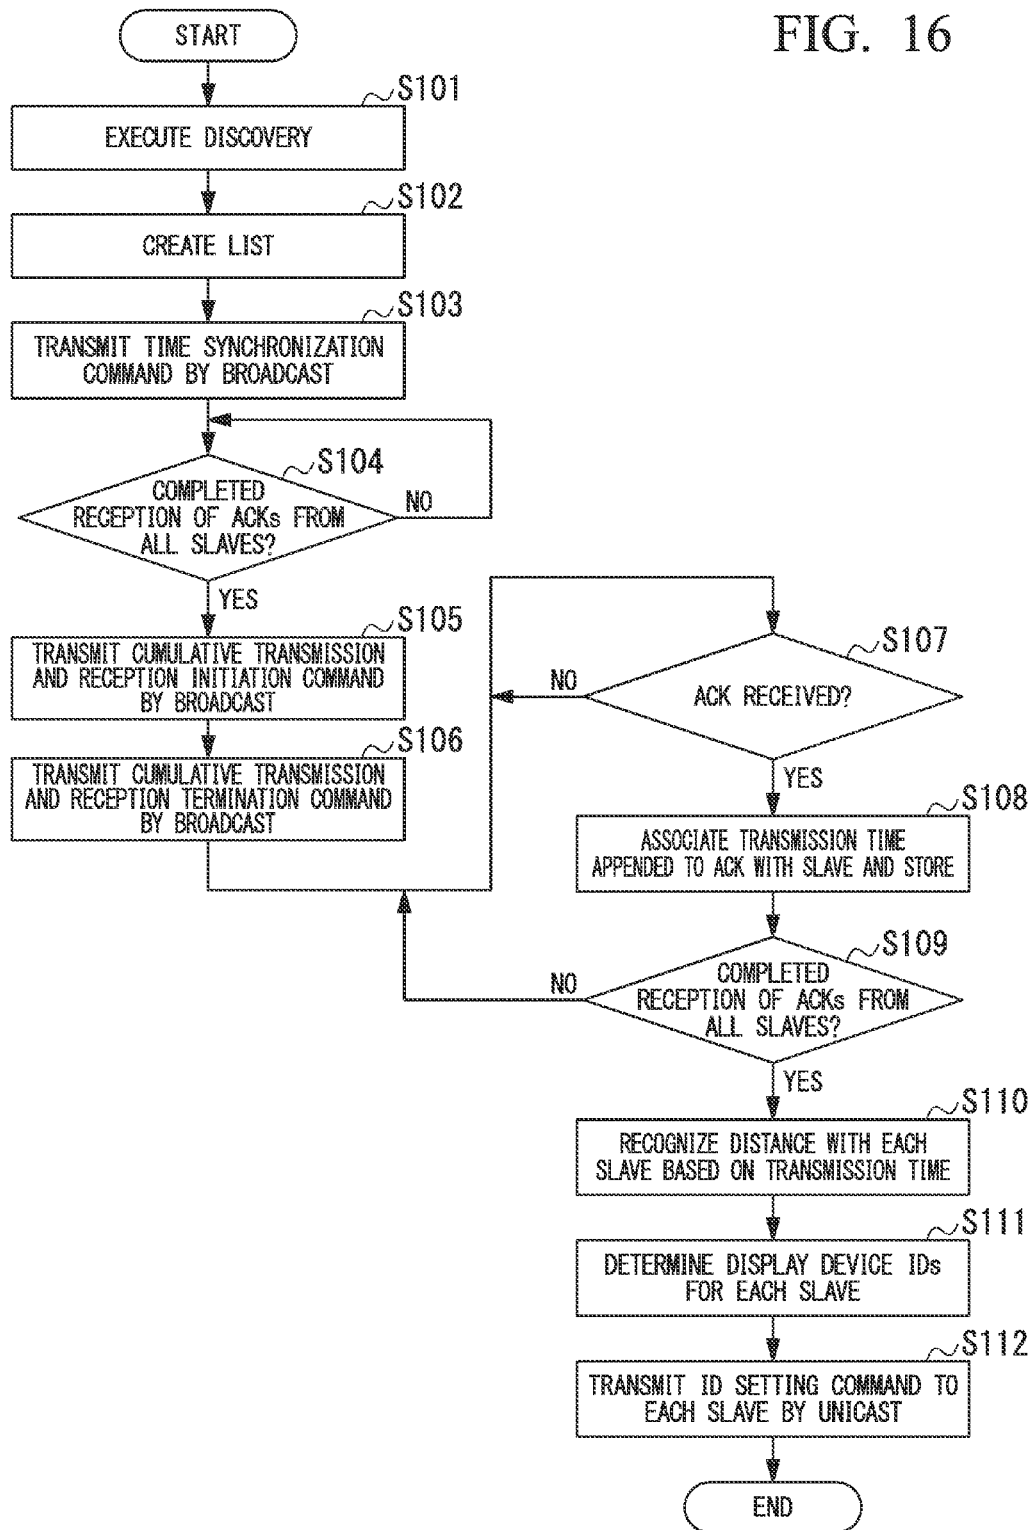 FIG. 16
START
S101
EXECUTE DISCOVERY
S102
CREATE LIST
S103
TRANSMIT TIME SYNCHRONIZATION
COMMAND BY BROADCAST
S104
COMPLETED
RECEPTION OF ACKs FROM
ALL SLAVES?
NO
YES
S105
TRANSMIT CUMULATIVE TRANSMISSION
AND RECEPTION INITIATION COMMAND
BY BROADCAST
S106
TRANSMIT CUMULATIVE TRANSMISSION
AND RECEPTION TERMINATION COMMAND
BY BROADCAST
S107
ACK RECEIVED?
NO
YES
S108
ASSOCIATE TRANSMISSION TIME
APPENDED TO ACK WITH SLAVE AND STORE
S109
COMPLETED
RECEPTION OF ACKs FROM
ALL SLAVES?
NO
YES
S110
RECOGNIZE DISTANCE WITH EACH
SLAVE BASED ON TRANSMISSION TIME
S111
DETERMINE DISPLAY DEVICE IDs
FOR EACH SLAVE
S112
TRANSMIT ID SETTING COMMAND TO
EACH SLAVE BY UNICAST
END